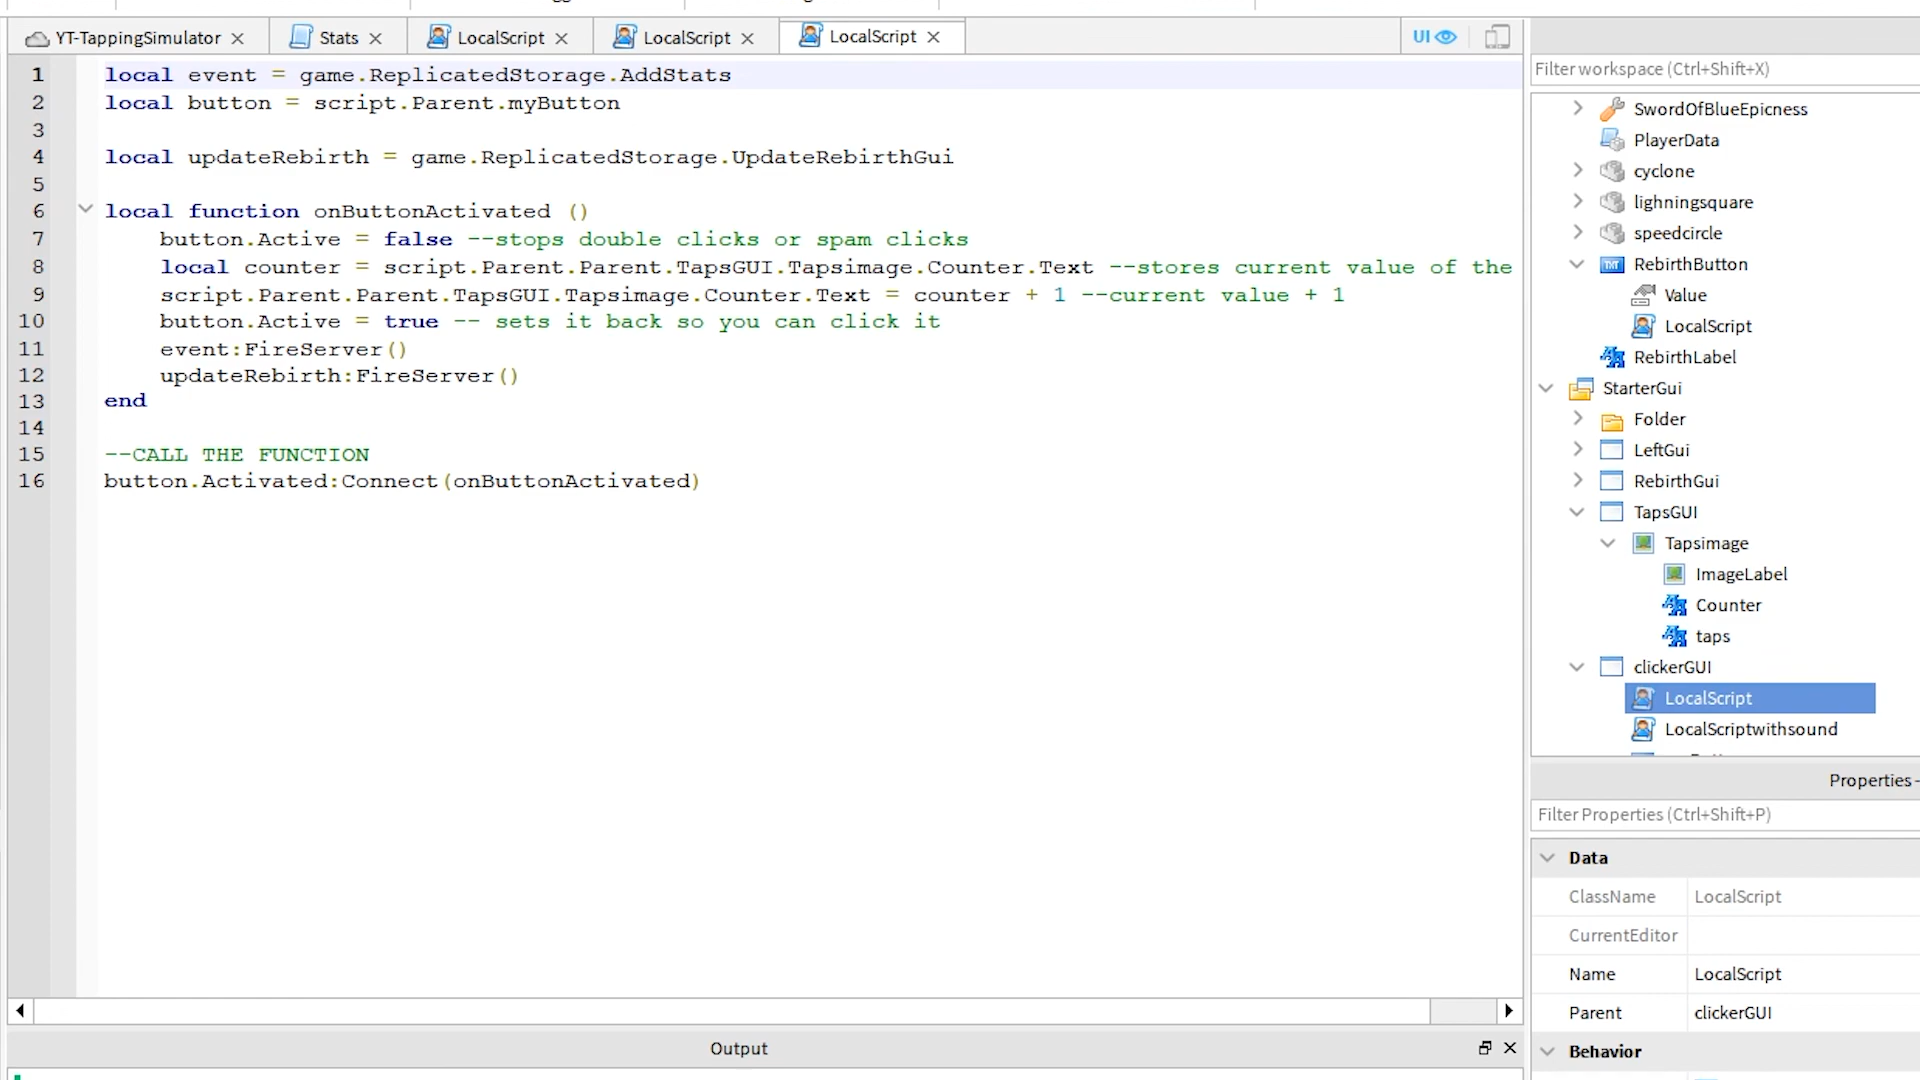 YT-TappingSimulator
Stats
LocalScript
LocalScript
LocalScript
UI
1 local event = game.ReplicatedStorage.AddStats
2 local button = script.Parent.myButton
3
4 local updateRebirth = game.ReplicatedStorage.UpdateRebirthGui
5
6 local function onButtonActivated ()
7 button.Active = false --stops double clicks or spam clicks
8 local counter = script.Parent.Parent.TapsGUI.Tapsimage.Counter.Text --stores current value of the
9 script.Parent.Parent.TapsGUI.Tapsimage.Counter.Text = counter + 1 --current value + 1
10 button.Active = true -- sets it back so you can click it
11 event:FireServer()
12 updateRebirth:FireServer()
13 end
14
15 --CALL THE FUNCTION
16 button.Activated:Connect(onButtonActivated)
Output
Filter workspace (Ctrl+Shift+X)
SwordOfBlueEpicness
PlayerData
cyclone
lighningsquare
speedcircle
TXT RebirthButton
Value
LocalScript
RebirthLabel
StarterGui
Folder
LeftGui
RebirthGui
TapsGUI
Tapsimage
ImageLabel
Counter
taps
clickerGUI
LocalScript
LocalScriptwithsound
Properties -
Filter Properties (Ctrl+Shift+P)
Data
ClassName LocalScript
CurrentEditor
Name LocalScript
Parent clickerGUI
Behavior